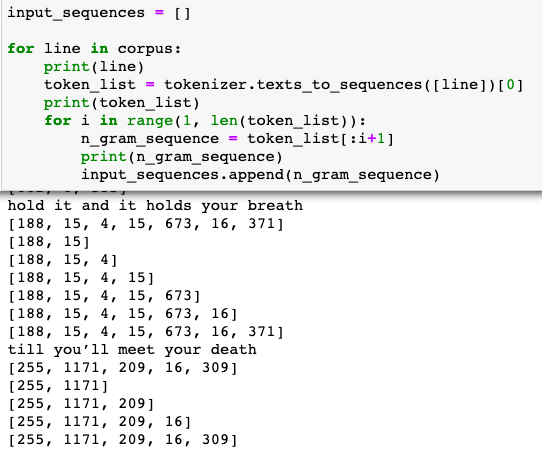 input_sequences = []
for line in corpus:
    print(line)
    token_list = tokenizer.texts_to_sequences([line])[0]
    print(token_list)
    for i in range(1, len(token_list)):
        n_gram_sequence = token_list[:i+1]
        print(n_gram_sequence)
        input_sequences.append(n_gram_sequence)
hold it and it holds your breath
[188, 15, 4, 15, 673, 16, 371]
[188, 15]
[188, 15, 4]
[188, 15, 4, 15]
[188, 15, 4, 15, 673]
[188, 15, 4, 15, 673, 16]
[188, 15, 4, 15, 673, 16, 371]
till you’ll meet your death
[255, 1171, 209, 16, 309]
[255, 1171]
[255, 1171, 209]
[255, 1171, 209, 16]
[255, 1171, 209, 16, 309]